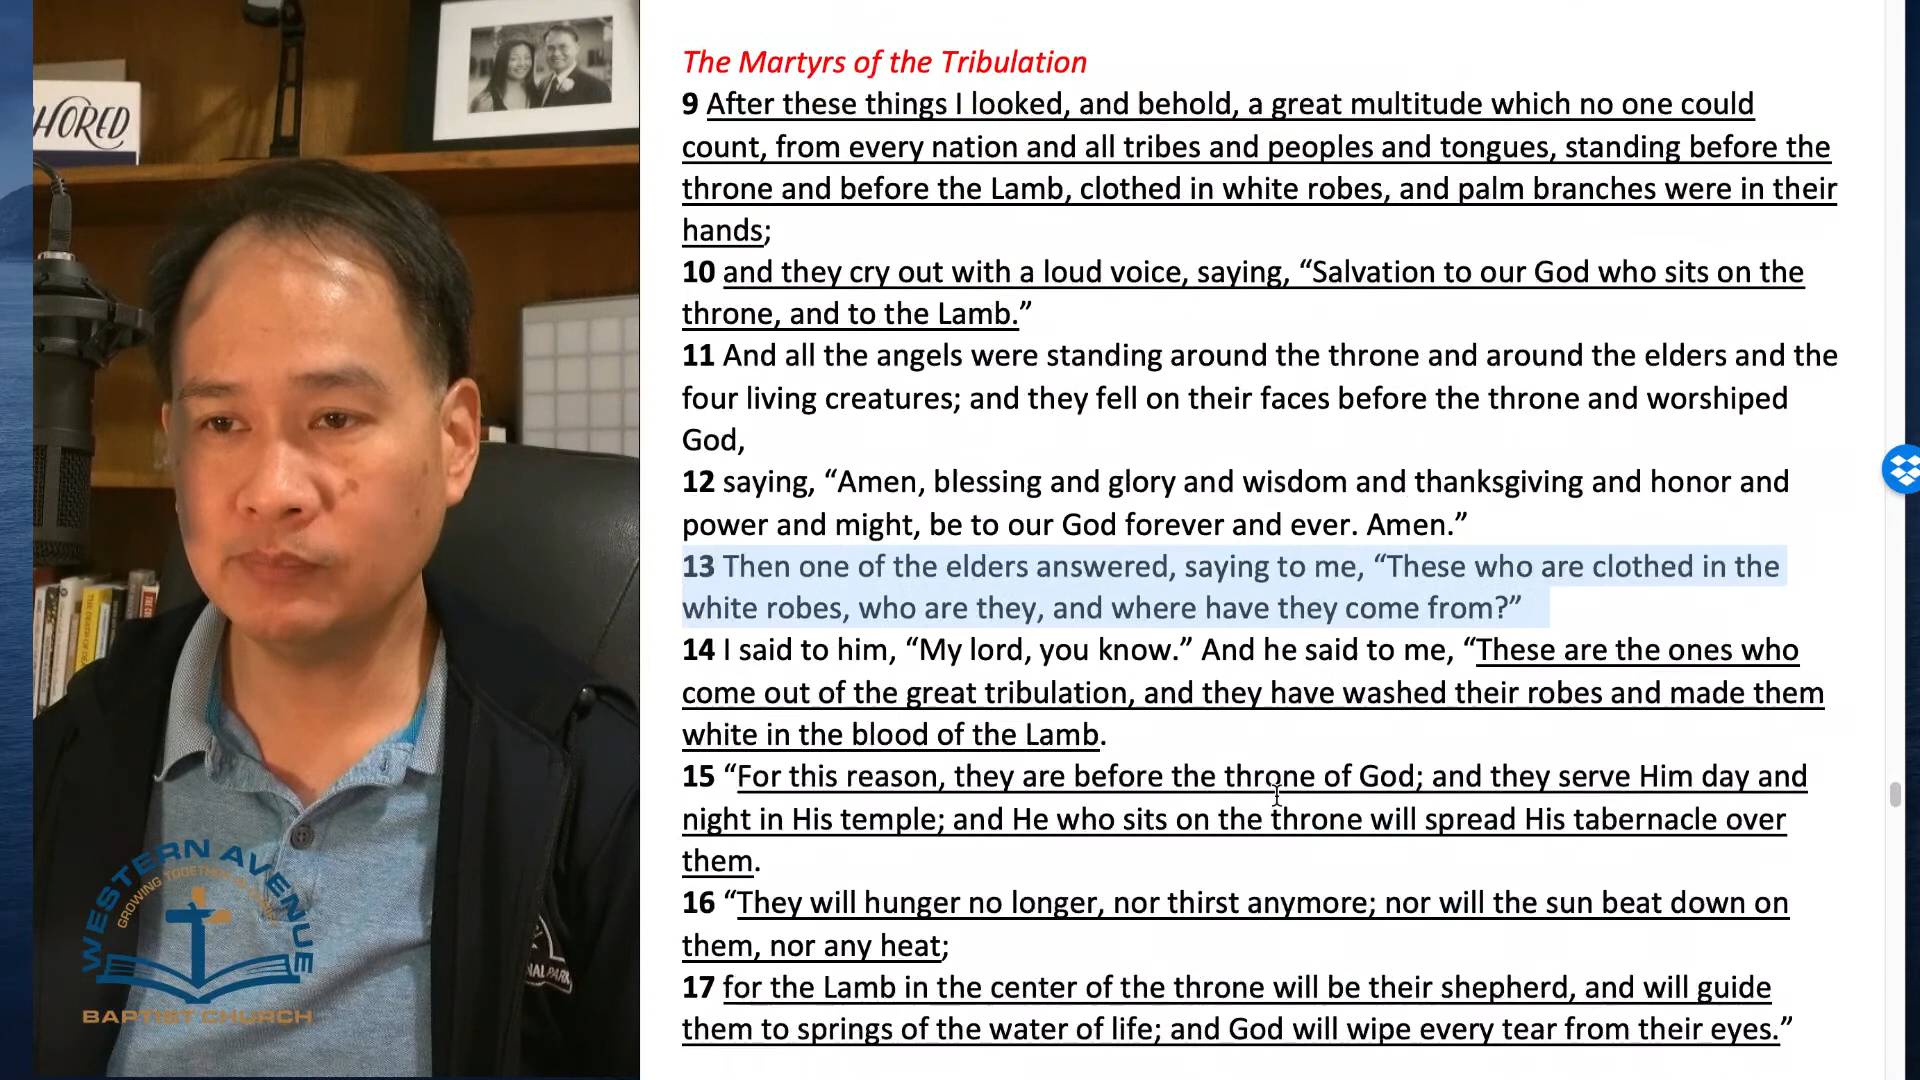 HORED
The Martyrs of the Tribulation
9 After these things I looked, and behold, a great multitude which no one could
count, from every nation and all tribes and peoples and tongues, standing before the
throne and before the Lamb, clothed in white robes, and palm branches were in their
hands;
10 and they cry out with a loud voice, saying, “Salvation to our God who sits on the
throne, and to the Lamb.”
11 And all the angels were standing around the throne and around the elders and the
four living creatures; and they fell on their faces before the throne and worshiped
God,
12 saying, “Amen, blessing and glory and wisdom and thanksgiving and honor and
power and might, be to our God forever and ever. Amen.”
13 Then one of the elders answered, saying to me, “These who are clothed in the
white robes, who are they, and where have they come from?”
14 I said to him, “My lord, you know.” And he said to me, “These are the ones who
come out of the great tribulation, and they have washed their robes and made them
white in the blood of the Lamb.
15 “For this reason, they are before the throne of God; and they serve Him day and
night in His temple; and He who sits on the throne will spread His tabernacle over
them.
16 “They will hunger no longer, nor thirst anymore; nor will the sun beat down on
them, nor any heat;
17 for the Lamb in the center of the throne will be their shepherd, and will guide
them to springs of the water of life; and God will wipe every tear from their eyes.”
WESTERN AVENUE
GROWING TOGETHER
BAPTIST CHURCH
NAL PARK